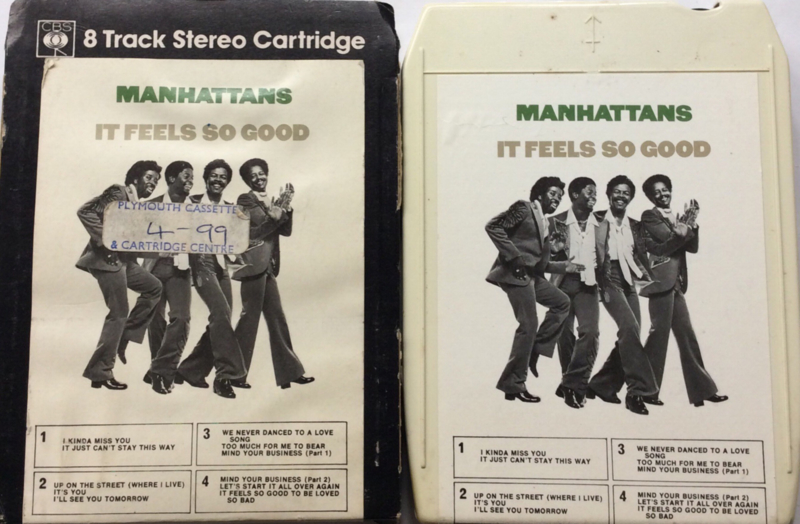 CBS
8 Track Stereo Cartridge
MANHATTANS
IT FEELS SO GOOD
PLYMOUTH CASSETTE
4-99
& CARTRIDGE CENTRE
1
I KINDA MISS YOU
IT JUST CAN'T STAY THIS WAY
2
UP ON THE STREET (WHERE I LIVE)
IT'S YOU
I'LL SEE YOU TOMORROW
3
WE NEVER DANCED TO A LOVE
SONG
TOO MUCH FOR ME TO BEAR
MIND YOUR BUSINESS (Part 1)
4
MIND YOUR BUSINESS (Part 2)
LET'S START IT ALL OVER AGAIN
IT FEELS SO GOOD TO BE LOVED
SO BAD
MANHATTANS
IT FEELS SO GOOD
1
I KINDA MISS YOU
IT JUST CAN'T STAY THIS WAY
2
UP ON THE STREET (WHERE I LIVE)
IT'S YOU
I'LL SEE YOU TOMORROW
3
WE NEVER DANCED TO A LOVE
SONG
TOO MUCH FOR ME TO BEAR
MIND YOUR BUSINESS (Part 1)
4
MIND YOUR BUSINESS (Part 2)
LET'S START IT ALL OVER AGAIN
IT FEELS SO GOOD TO BE LOVED
SO BAD